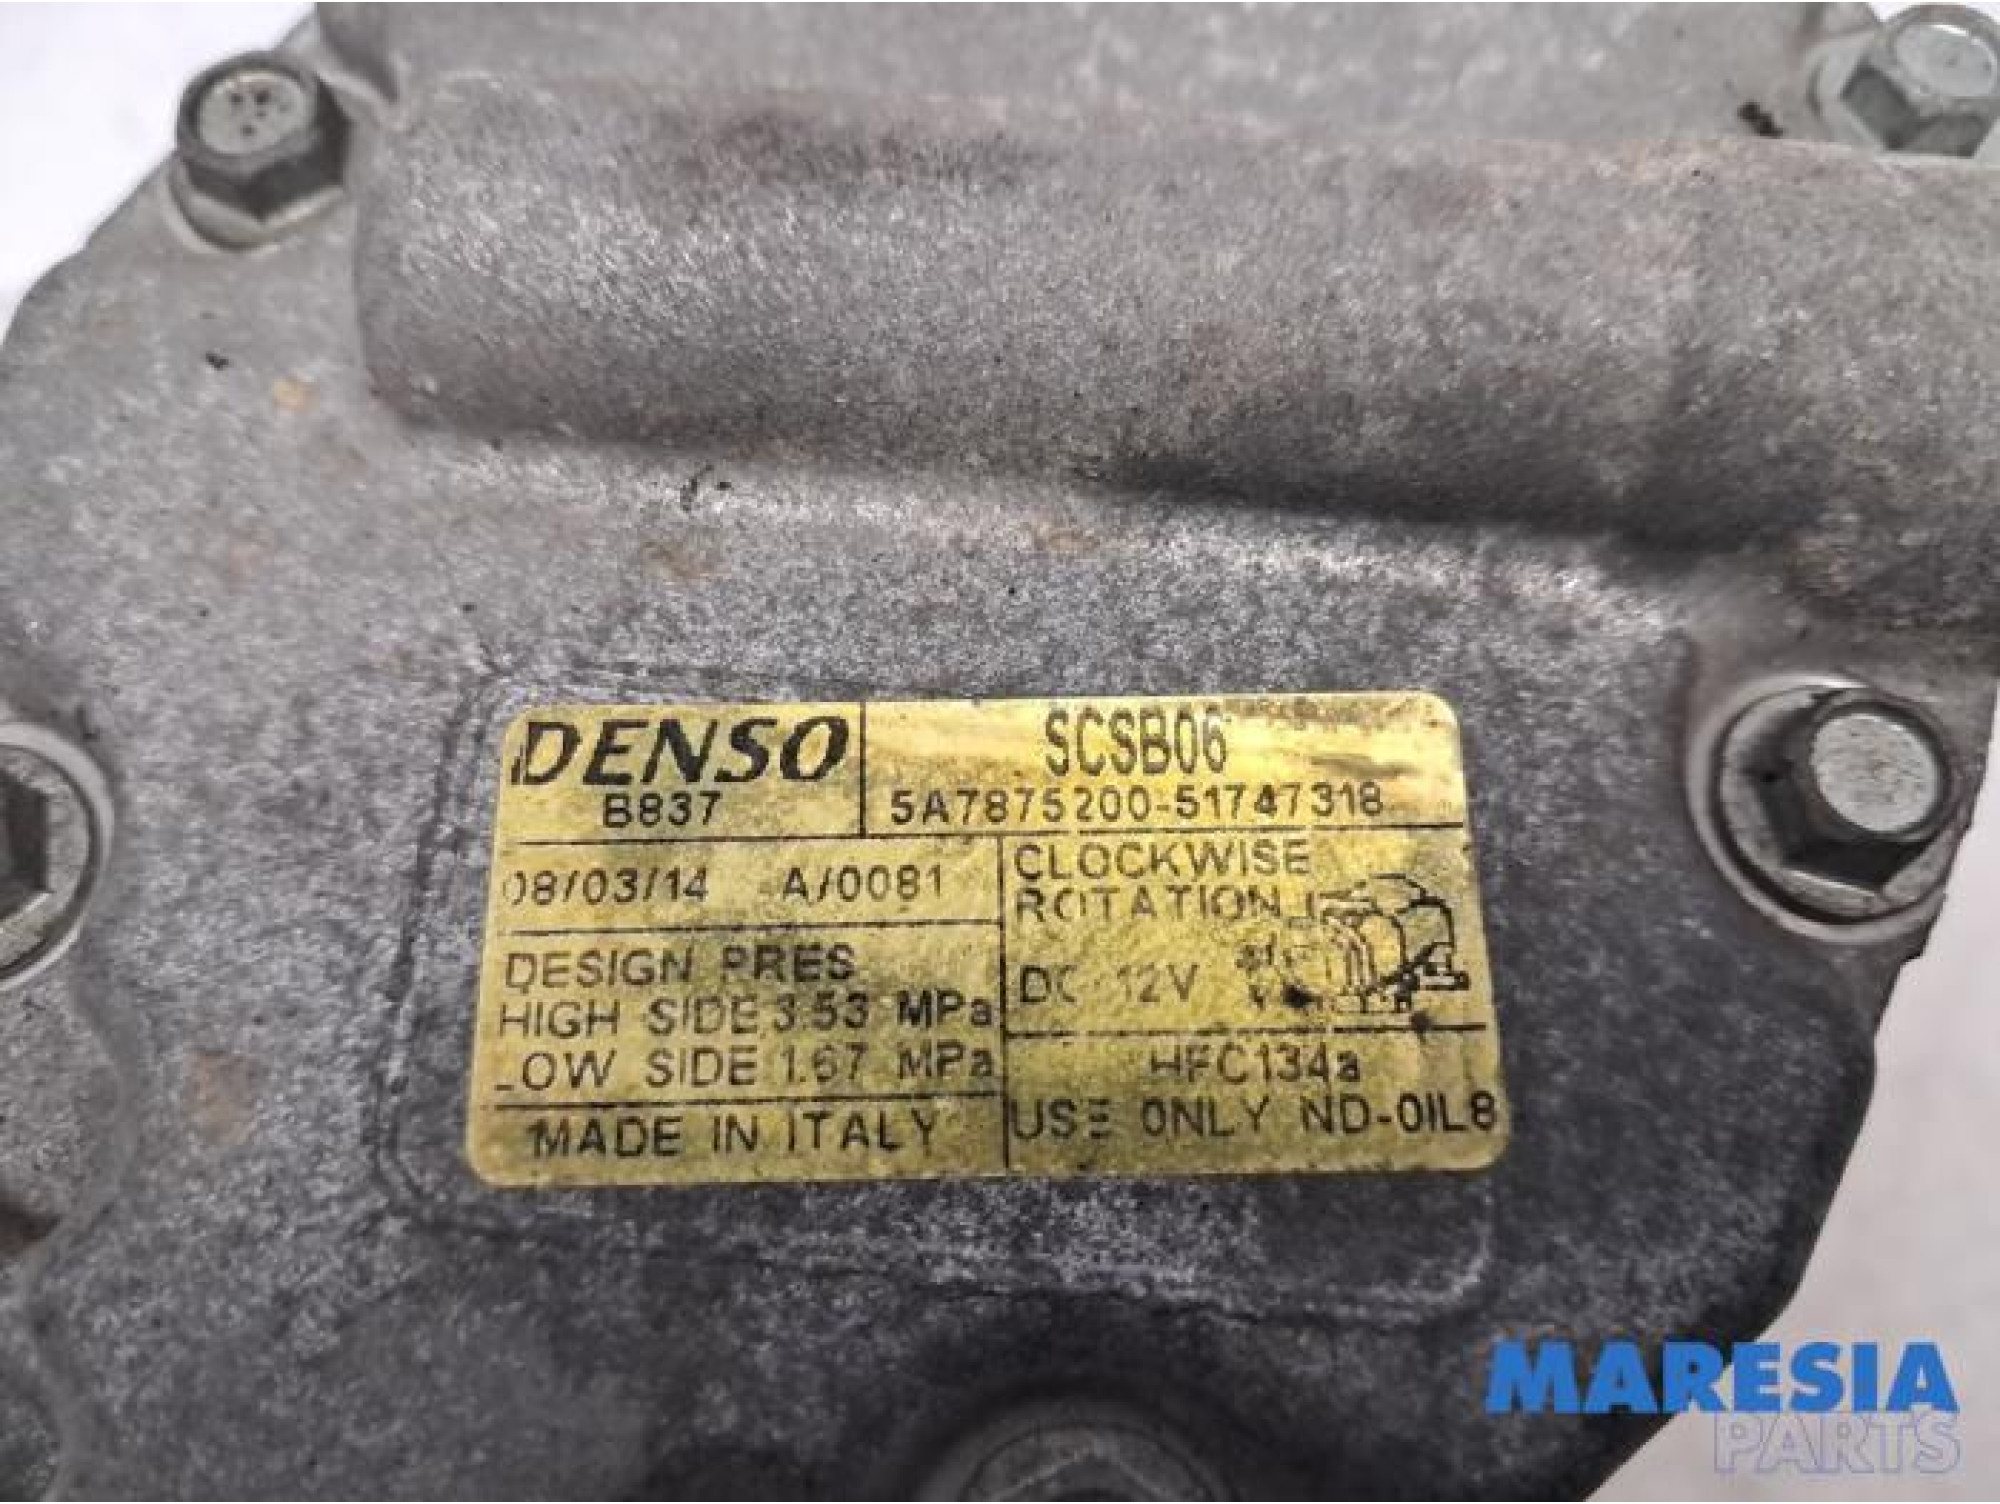 DENSO
B837
SCSB06
5A7875200-51747318
08/03/14 A/0081
CLOCKWISE
ROTATION
DESIGN PRES
HIGH SIDE 3.53 MPa
LOW SIDE 1.67 MPa
DC 12V
HFC134a
MADE IN ITALY
USE ONLY ND-OIL8
MARESIA
PARTS